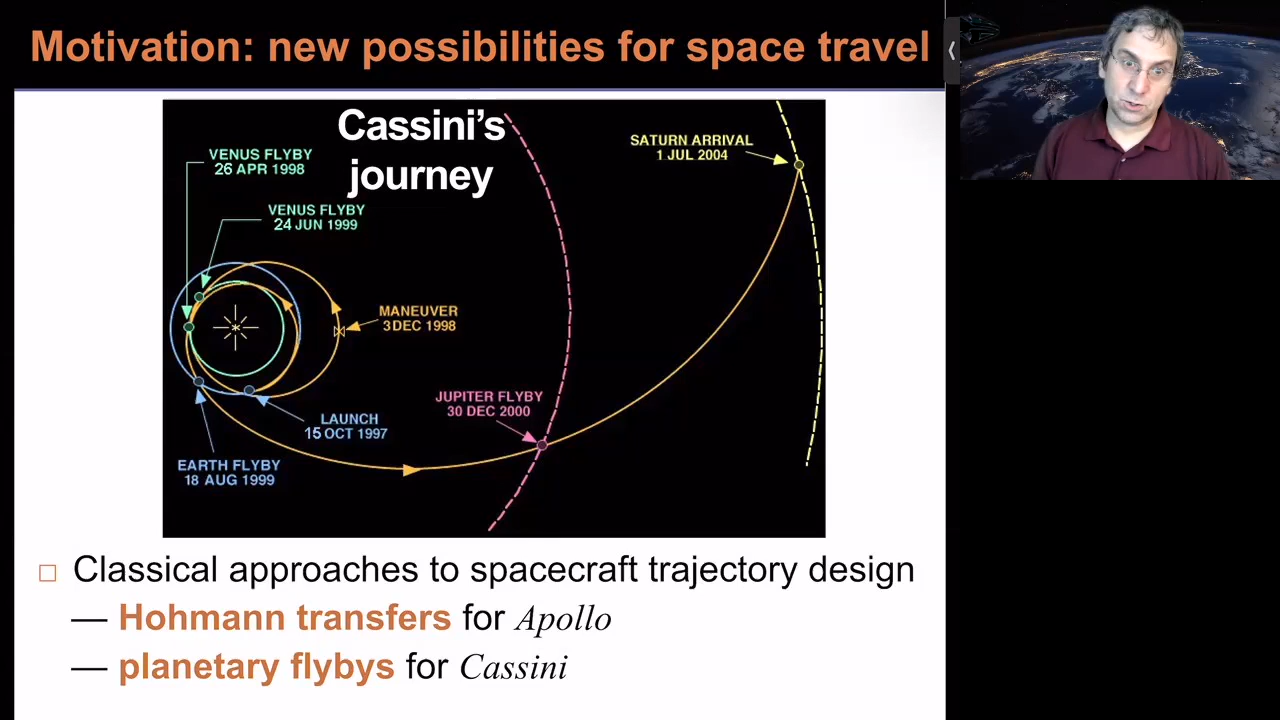 Motivation: new possibilities for space travel
Cassini's
journey
VENUS FLYBY
26 APR 1998
VENUS FLYBY
24 JUN 1999
SATURN ARRIVAL
1 JUL 2004
MANEUVER
3 DEC 1998
JUPITER FLYBY
30 DEC 2000
LAUNCH
15 OCT 1997
EARTH FLYBY
18 AUG 1999
□ Classical approaches to spacecraft trajectory design
— Hohmann transfers for Apollo
— planetary flybys for Cassini